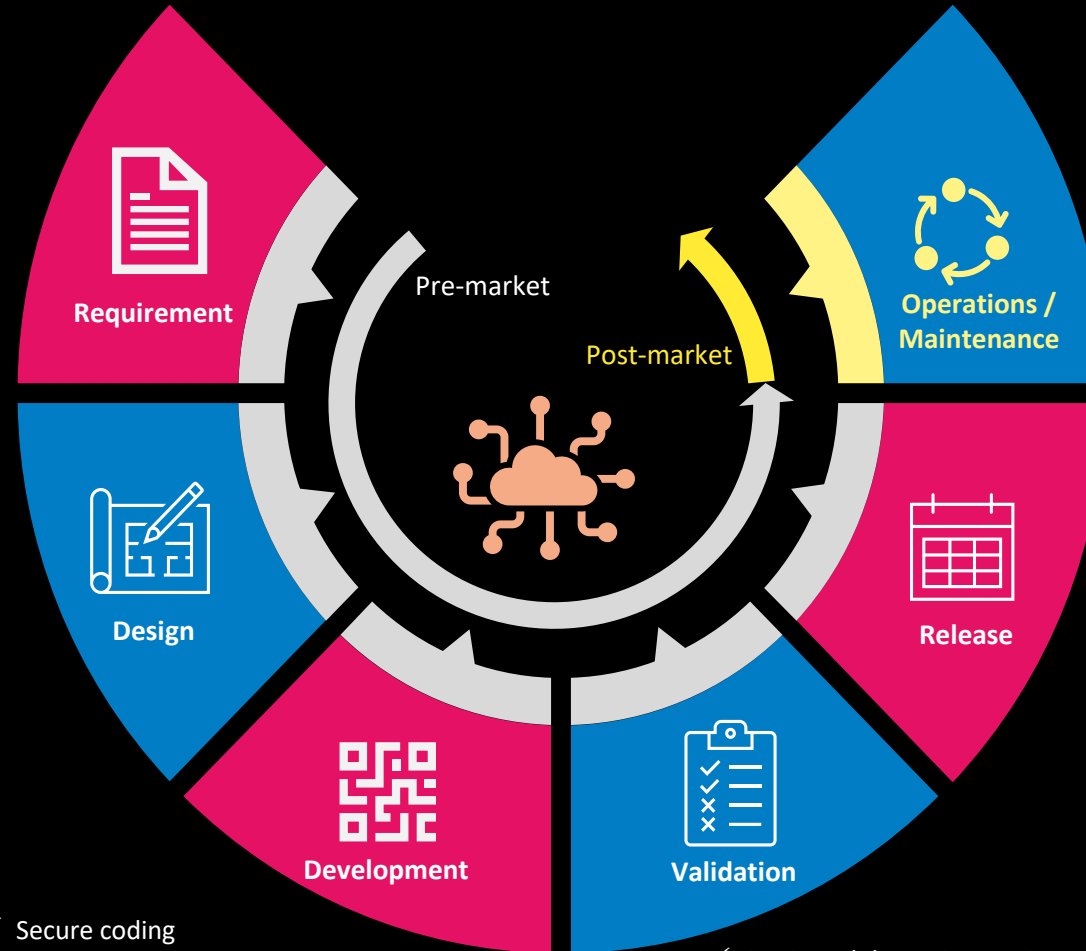 Pre-market
Post-market
Requirement
Design
Development
Validation
Release
Operations /
Maintenance
Secure coding